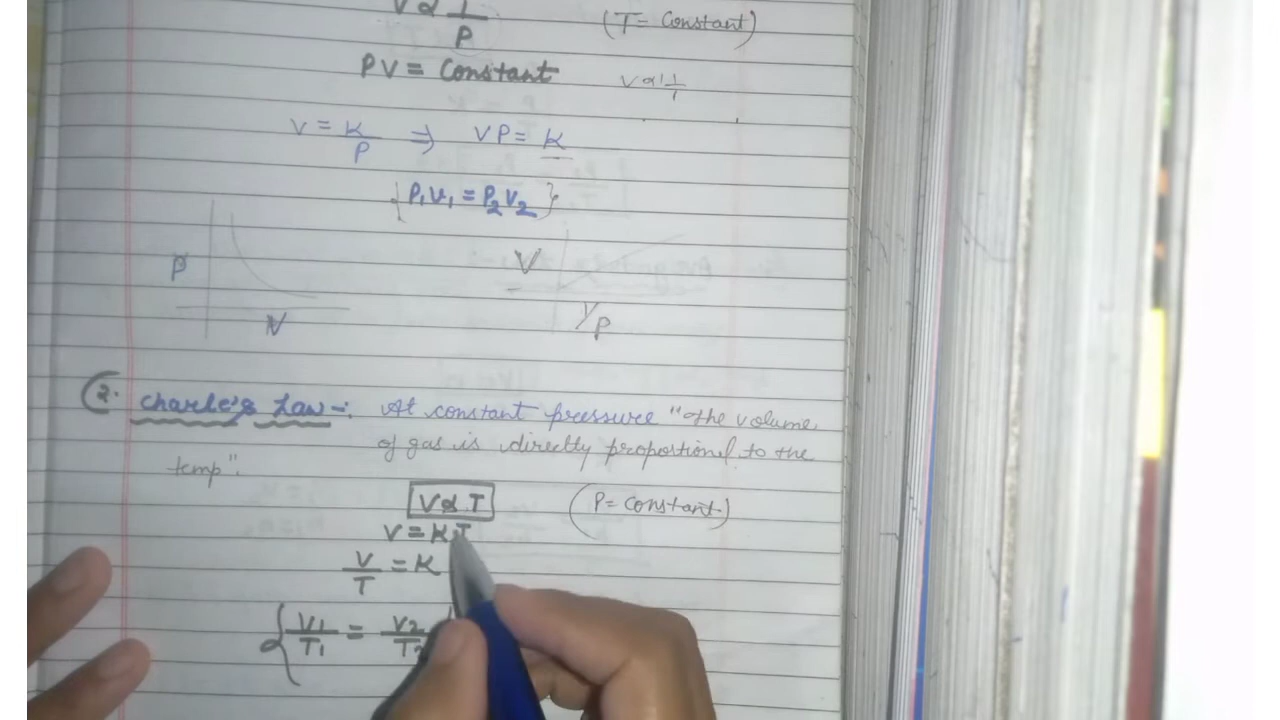 V ∝ 1/P (T = Constant)
PV = Constant
V ∝ 1/
V = K/P ⇒ VP = K
{P₁V₁ = P₂V₂}
P V
V 1/P
2. Charle's Law -: At constant pressure "the volume
of gas is directly proportional to the
temp".
V ∝ T (P = Constant)
V = KT
V/T = K
{V1/T1 = V2/T2